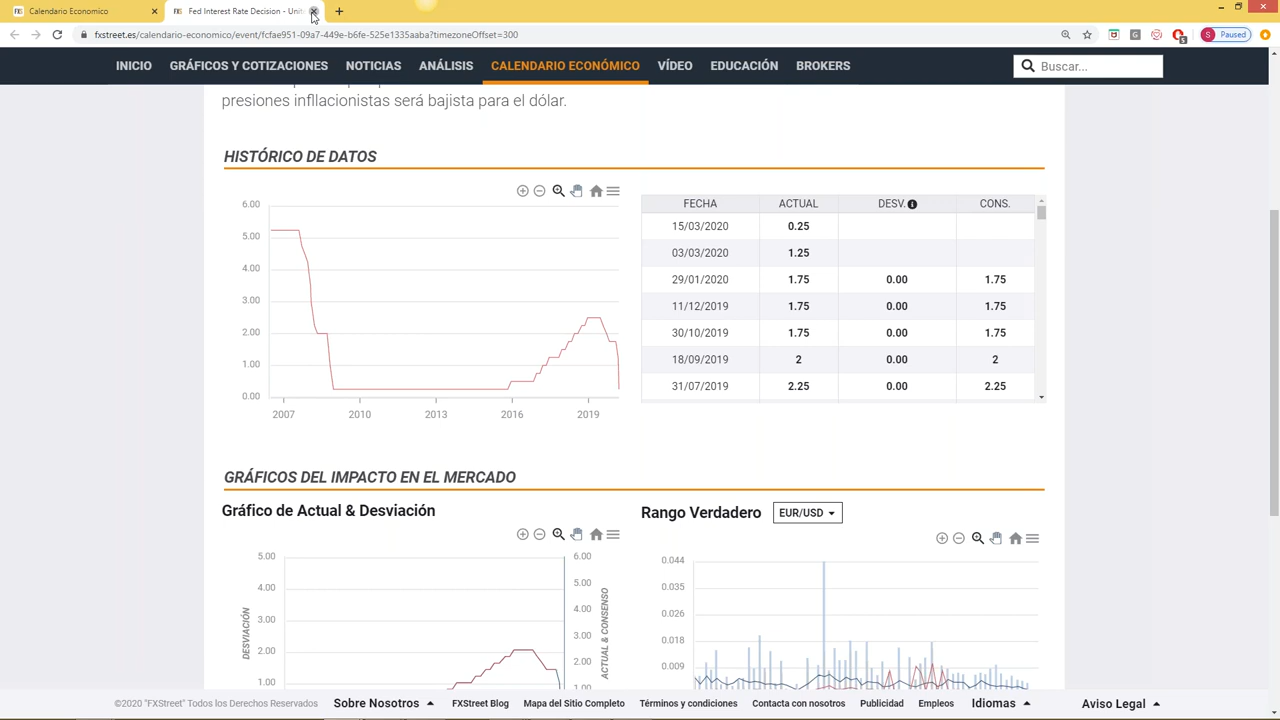 Calendario Economico
Fed Interest Rate Decision - Unit
Paused
fxstreet.es/calendario-economico/event/fcfae951-09a7-449e-b6fe-525e1335aaba?timezoneOffset=300
INICIO GRÁFICOS Y COTIZACIONES NOTICIAS ANÁLISIS CALENDARIO ECONÓMICO VÍDEO EDUCACIÓN BROKERS Buscar...
presiones infllacionistas será bajista para el dólar.
HISTÓRICO DE DATOS
6.00
5.00
4.00
3.00
2.00
1.00
0.00
2007 2010 2013 2016 2019
FECHA ACTUAL DESV. CONS.
15/03/2020 0.25
03/03/2020 1.25
29/01/2020 1.75 0.00 1.75
11/12/2019 1.75 0.00 1.75
30/10/2019 1.75 0.00 1.75
18/09/2019 2 0.00 2
31/07/2019 2.25 0.00 2.25
GRÁFICOS DEL IMPACTO EN EL MERCADO
Gráfico de Actual & Desviación
5.00
4.00
3.00
2.00
1.00
DESVIACIÓN
6.00
5.00
4.00
3.00
2.00
1.00
ACTUAL & CONSENSO
Rango Verdadero EUR/USD
0.044
0.035
0.026
0.018
0.009
©2020 "FXStreet" Todos los Derechos Reservados Sobre Nosotros FXStreet Blog Mapa del Sitio Completo Términos y condiciones Contacta con nosotros Publicidad Empleos Idiomas Aviso Legal